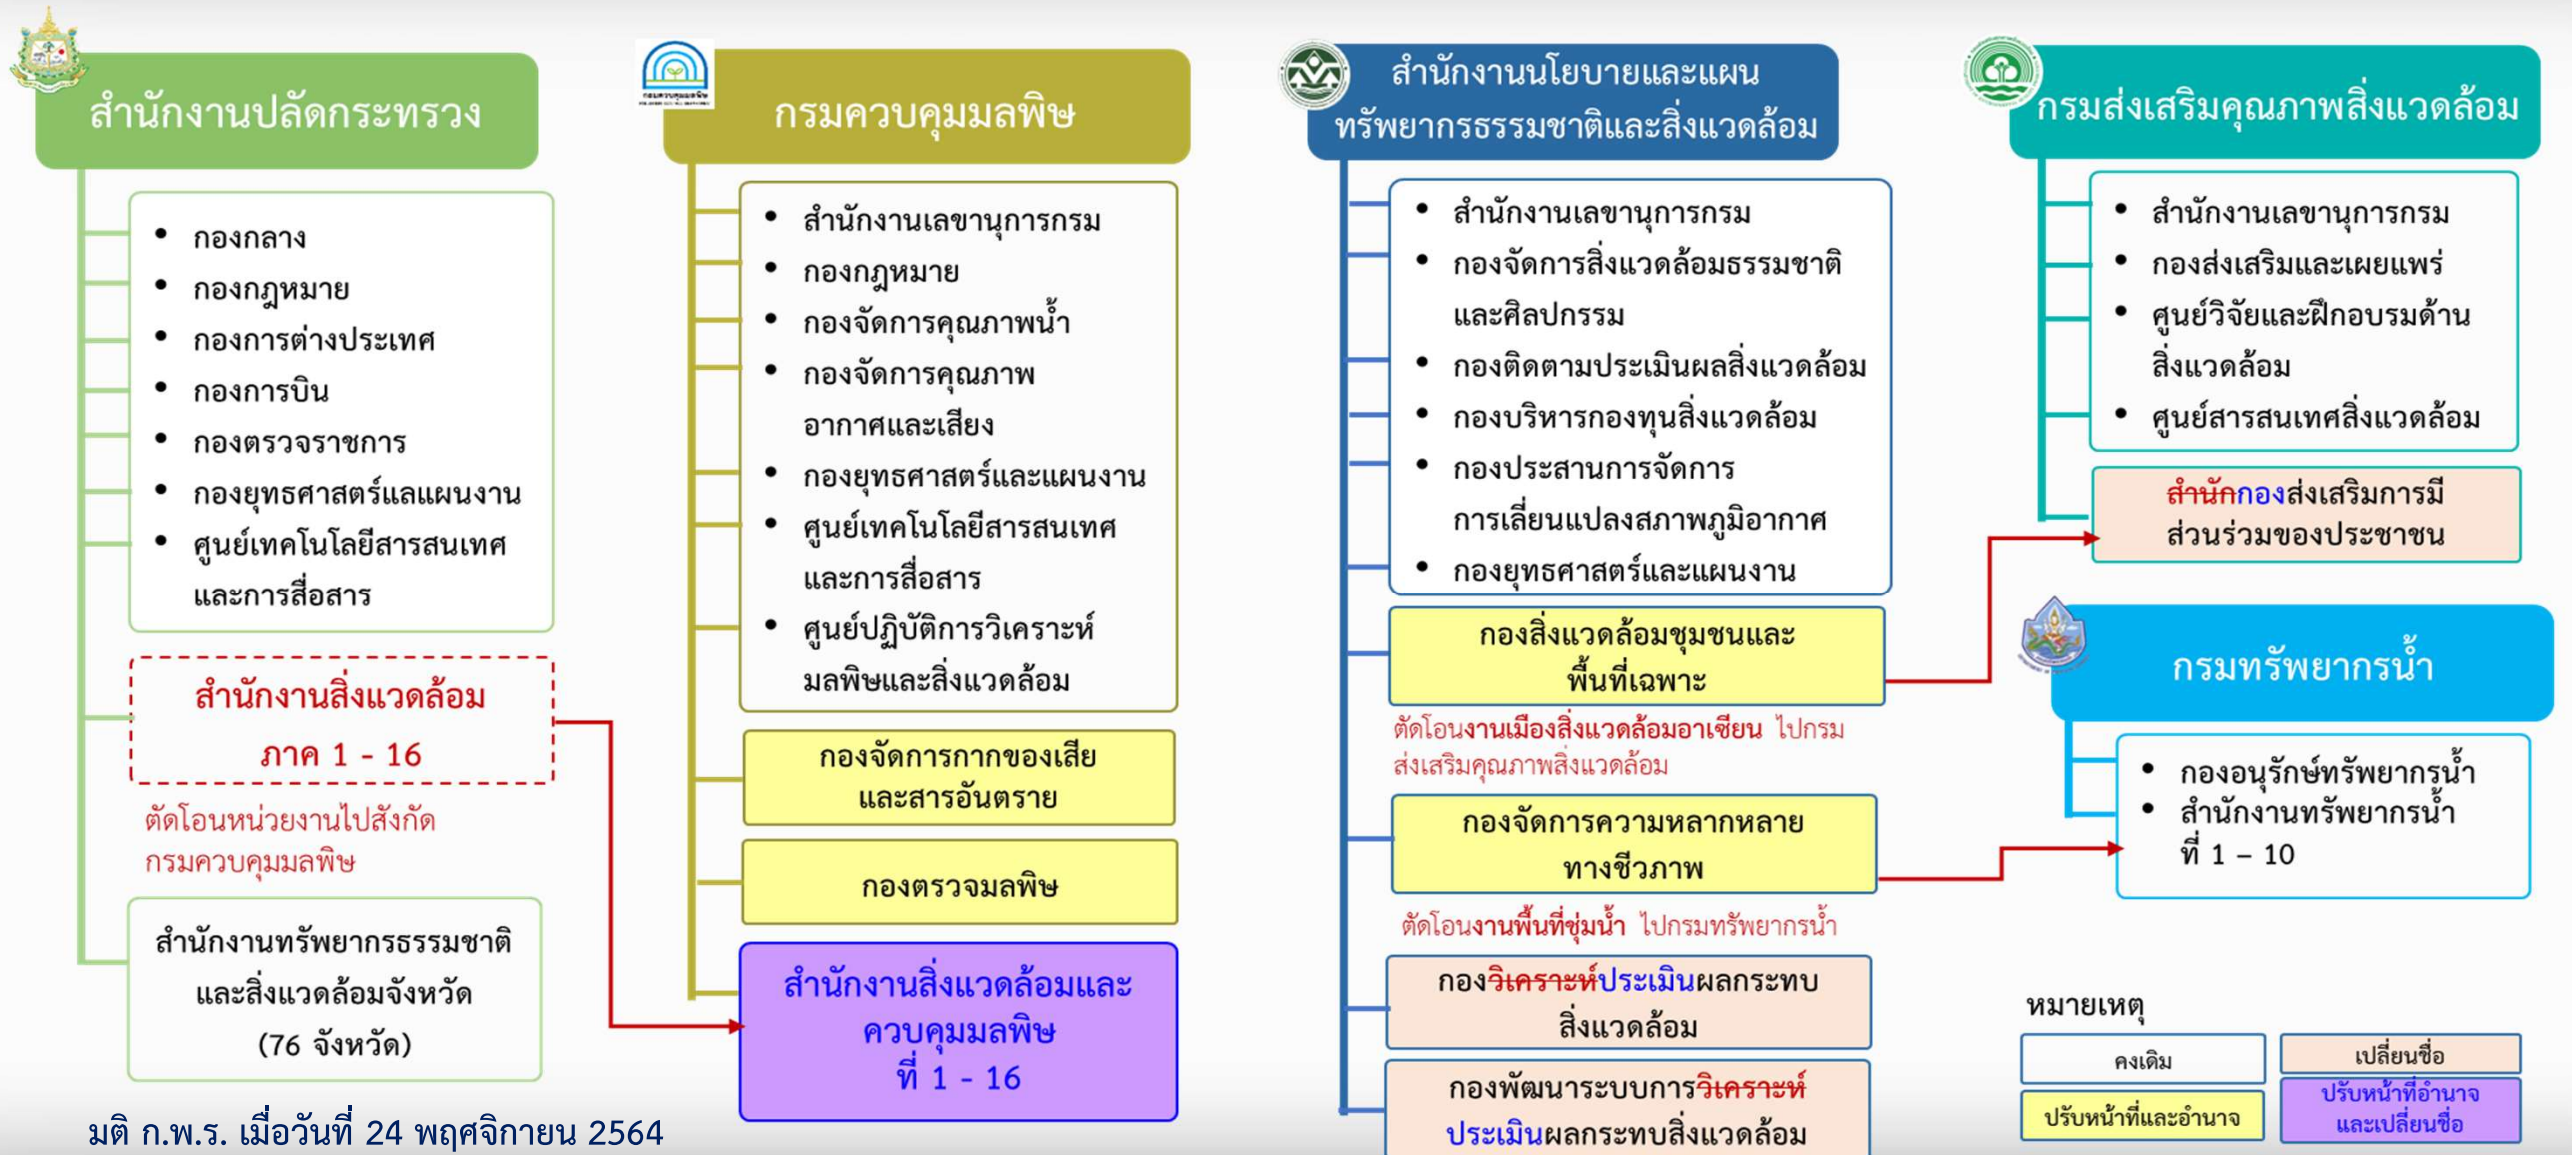 สำนักงานปลัดกระทรวง
กองกลาง
กองกฎหมาย
กองการต่างประเทศ
กองการบิน
กองตรวจราชการ
กองยุทธศาสตร์แลแผนงาน
ศูนย์เทคโนโลยีสารสนเทศ
และการสื่อสาร
สำนักงานสิ่งแวดล้อม
ภาค 1 - 16
ตัดโอนหน่วยงานไปสังกัด
กรมควบคุมมลพิษ
สำนักงานทรัพยากรธรรมชาติ
และสิ่งแวดล้อมจังหวัด
(76 จังหวัด)
มติ ก.พ.ร. เมื่อวันที่ 24 พฤศจิกายน 2564
กรมควบคุมมลพิษ
กรมควบคุมมลพิษ
สำนักงานเลขานุการกรม
กองกฎหมาย
กองจัดการคุณภาพน้ำ
กองจัดการคุณภาพ
อากาศและเสียง
กองยุทธศาสตร์และแผนงาน
ศูนย์เทคโนโลยีสารสนเทศ
และการสื่อสาร
ศูนย์ปฏิบัติการวิเคราะห์
มลพิษและสิ่งแวดล้อม
กองจัดการกากของเสีย
และสารอันตราย
กองตรวจมลพิษ
สำนักงานสิ่งแวดล้อมและ
ควบคุมมลพิษ
ที่ 1 - 16
สำนักงานนโยบายและแผน
ทรัพยากรธรรมชาติและสิ่งแวดล้อม
สำนักงานเลขานุการกรม
กองจัดการสิ่งแวดล้อมธรรมชาติ
และศิลปกรรม
กองติดตามประเมินผลสิ่งแวดล้อม
กองบริหารกองทุนสิ่งแวดล้อม
กองประสานการจัดการ
การเลี่ยนแปลงสภาพภูมิอากาศ
กองยุทธศาสตร์และแผนงาน
กองสิ่งแวดล้อมชุมชนและ
พื้นที่เฉพาะ
ตัดโอนงานเมืองสิ่งแวดล้อมอาเซียน ไปกรม
ส่งเสริมคุณภาพสิ่งแวดล้อม
กองจัดการความหลากหลาย
ทางชีวภาพ
ตัดโอนงานพื้นที่ชุ่มน้ำ ไปกรมทรัพยากรน้ำ
กองวิเคราะห์ประเมินผลกระทบ
สิ่งแวดล้อม
กองพัฒนาระบบการวิเคราะห์
ประเมินผลกระทบสิ่งแวดล้อม
กรมส่งเสริมคุณภาพสิ่งแวดล้อม
สำนักงานเลขานุการกรม
กองส่งเสริมและเผยแพร่
ศูนย์วิจัยและฝึกอบรมด้าน
สิ่งแวดล้อม
ศูนย์สารสนเทศสิ่งแวดล้อม
สำนักกองส่งเสริมการมี
ส่วนร่วมของประชาชน
กรมทรัพยากรน้ำ
กองอนุรักษ์ทรัพยากรน้ำ
สำนักงานทรัพยากรน้ำ
ที่ 1 – 10
หมายเหตุ
คงเดิม
เปลี่ยนชื่อ
ปรับหน้าที่และอำนาจ
ปรับหน้าที่อำนาจ
และเปลี่ยนชื่อ